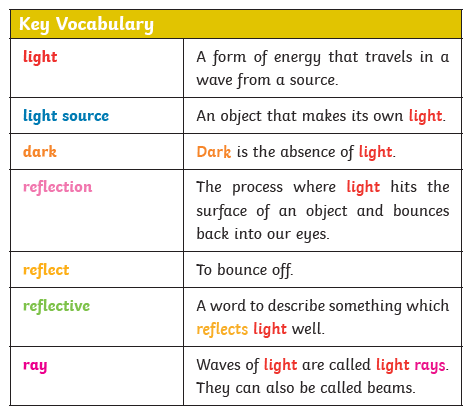 Key Vocabulary
light
A form of energy that travels in a
wave from a source.
light source
An object that makes its own light.
dark
Dark is the absence of light.
reflection
The process where light hits the
surface of an object and bounces
back into our eyes.
reflect
To bounce off.
reflective
A word to describe something which
reflects light well.
ray
Waves of light are called light rays.
They can also be called beams.